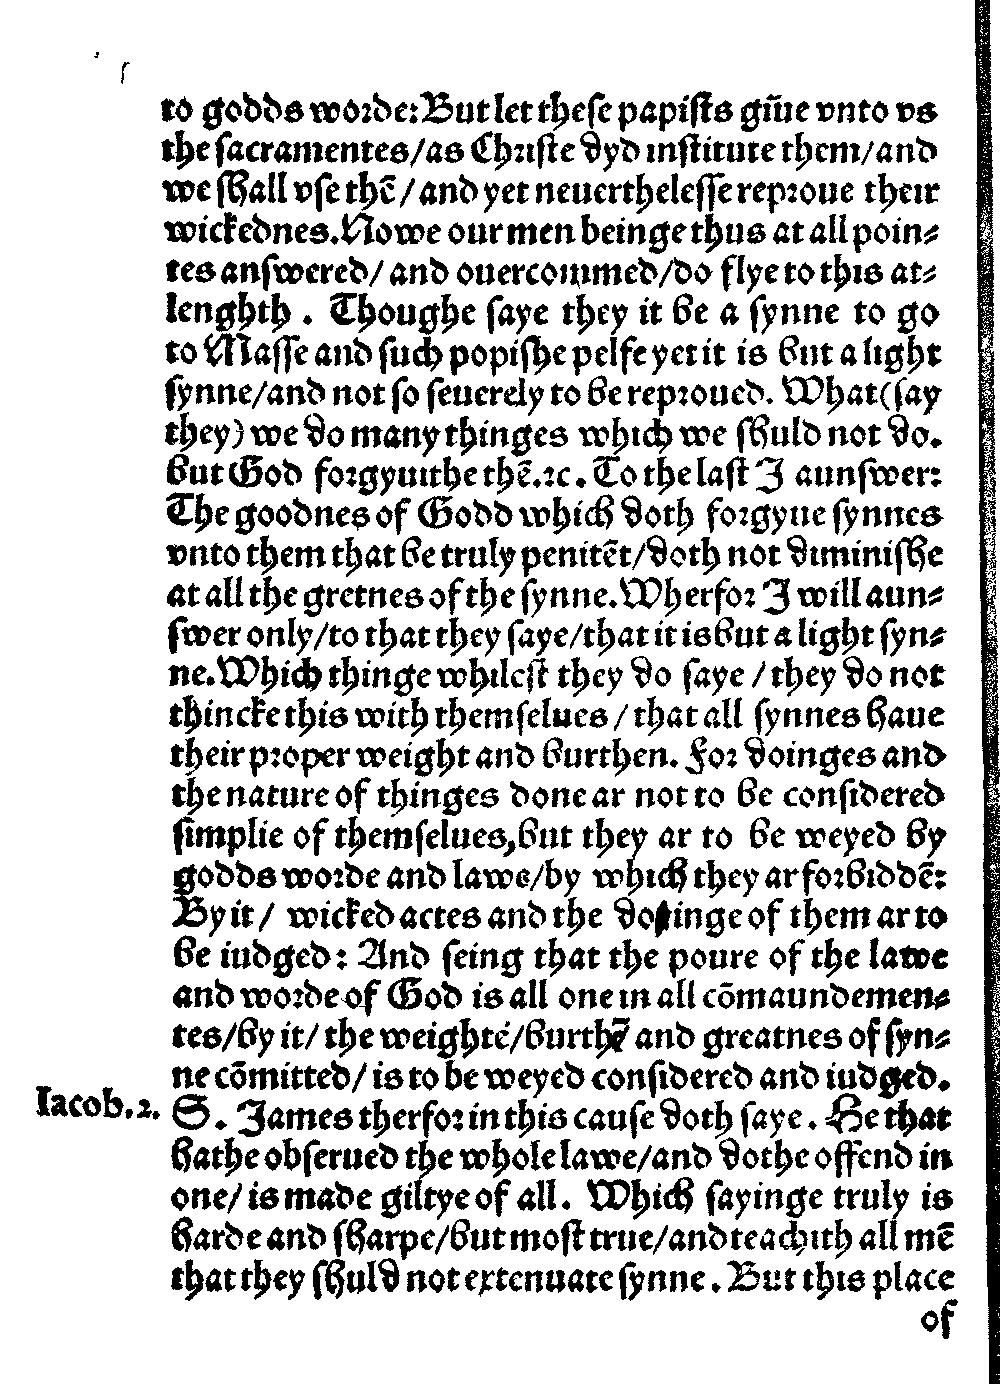 to godds worde: But let these papists giue vnto vs
the sacramentes/as Christe dyd institute them/and
we shall vse thē/and yet neuerthelesse reproue their
wickednes. Nowe our men beinge thus at all poin⸗
tes answered/and ouercommed/do flye to this at⸗
lenghth. Thoughe saye they it be a synne to go
to Masse and such popishe pelfe yet it is but a light
synne/and not so seuerely to be reproued. What (say
they) we do many thinges which we shuld not do.
but God forgyuithe thē.⁊c. To the last I aunswer:
The goodnes of Godd which doth forgyue synnes
vnto them that be truly penitēt/doth not diminishe
at all the gretnes of the synne. Wherfor I will aun⸗
swer only/to that they saye/that it is but a light syn⸗
ne. Which thinge whilest they do saye/they do not
thincke this with themselues/that all synnes haue
their proper weight and burthen. For doinges and
the nature of thinges done ar not to be considered
simplie of themselues, but they ar to be weyed by
godds worde and lawe/by which they ar forbiddē:
By it/ wicked actes and the dooinge of them ar to
be iudged: And seing that the poure of the lawe
and worde of God is all one in all cōmaundemen⸗
tes/by it/ the weighte/burthē and greatnes of syn⸗
ne cōmitted/is to be weyed considered and iudged.
Iacob.2. S. James therfor in this cause doth saye. He that
hathe obserued the whole lawe/and dothe offend in
one/is made giltye of all. Which sayinge truly is
harde and sharpe/but most true/and teachith all mē
that they shuld not extenuate synne. But this place
of